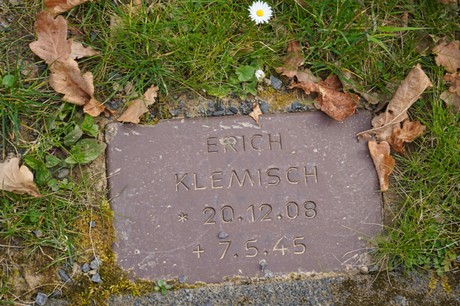 ERICH
KLEMISCH
* 20.12.08
+ 7.5.45